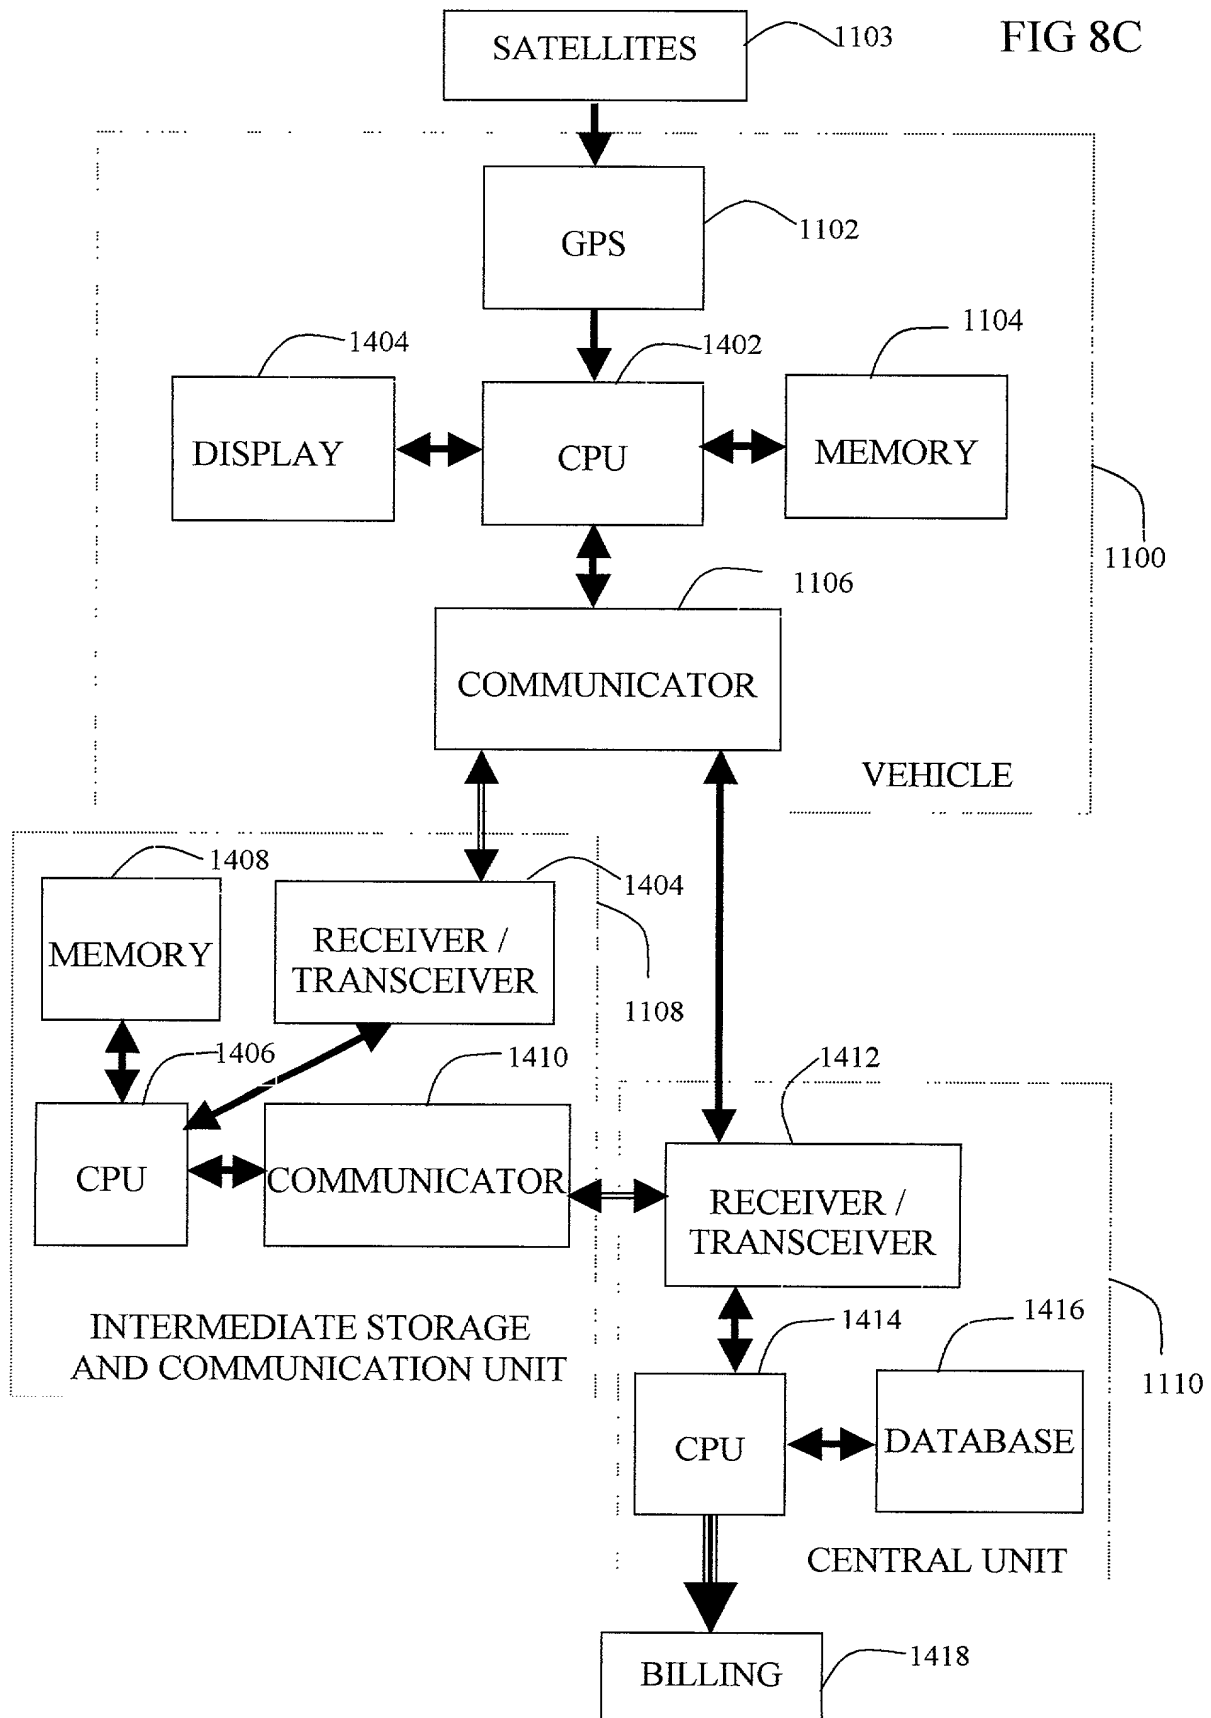 FIG 8C
SATELLITES
1103
GPS
1102
1404
1402
1104
DISPLAY
CPU
MEMORY
1100
1106
COMMUNICATOR
VEHICLE
1408
1404
MEMORY
RECEIVER /
TRANSCEIVER
1108
1406
1410
1412
CPU
COMMUNICATOR
RECEIVER /
TRANSCEIVER
INTERMEDIATE STORAGE
AND COMMUNICATION UNIT
1414
1416
1110
CPU
DATABASE
CENTRAL UNIT
BILLING
1418